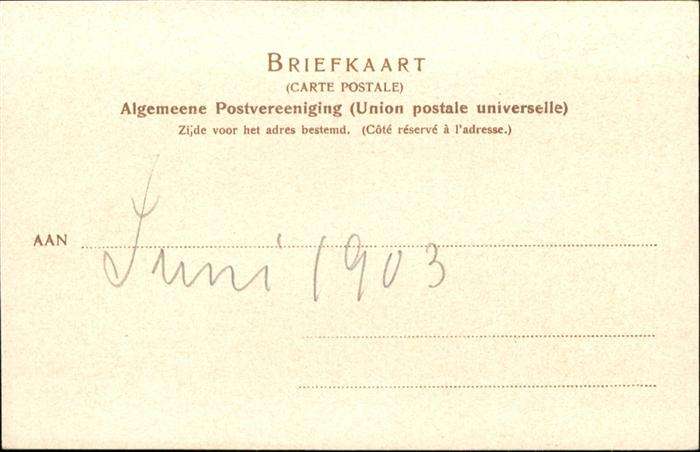 BRIEFKAART
(CARTE POSTALE)
Algemeene Postvereeniging (Union postale universelle)
Zijde voor het adres bestemd. (Côté réservé à l'adresse.)
AAN
Juni 1903